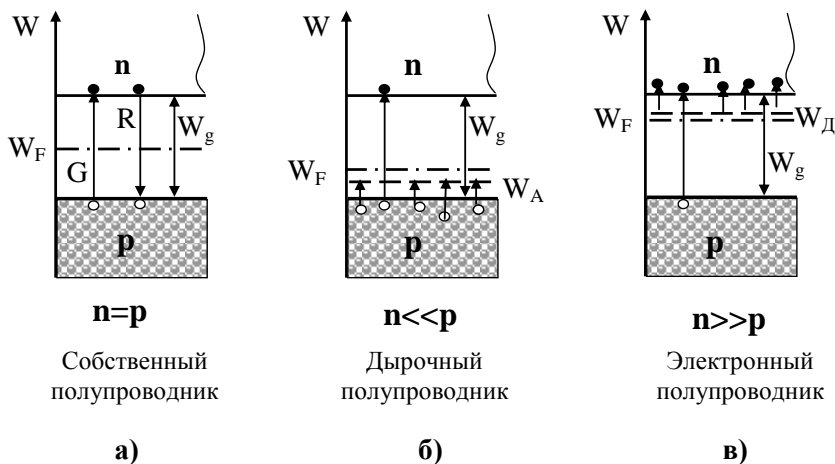 W
n
R
W_g
W_F
G
p
n=p
Собственный
полупроводник
а)
W
n
W_g
W_F
W_A
p
n<<p
Дырочный
полупроводник
б)
W
n
W_F
W_Д
W_g
p
n>>p
Электронный
полупроводник
в)